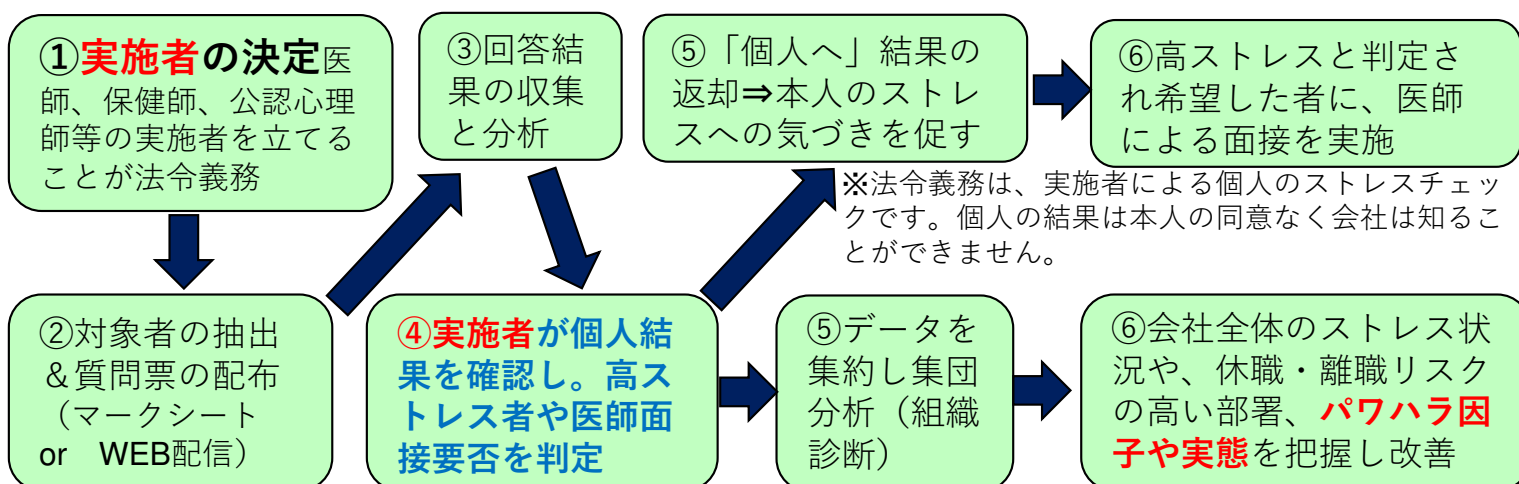 ①実施者の決定医
師、保健師、公認心理
師等の実施者を立てる
ことが法令義務
②対象者の抽出
＆質問票の配布
（マークシート
or　WEB配信）
③回答結
果の収集
と分析
④実施者が個人結
果を確認し。高ス
トレス者や医師面
接要否を判定
⑤「個人へ」結果の
返却⇒本人のストレ
スへの気づきを促す
⑥高ストレスと判定さ
れ希望した者に、医師
による面接を実施
※法令義務は、実施者による個人のストレスチェッ
クです。個人の結果は本人の同意なく会社は知るこ
とができません。
⑤データを
集約し集団
分析（組織
診断）
⑥会社全体のストレス状
況や、休職・離職リスク
の高い部署、パワハラ因
子や実態を把握し改善